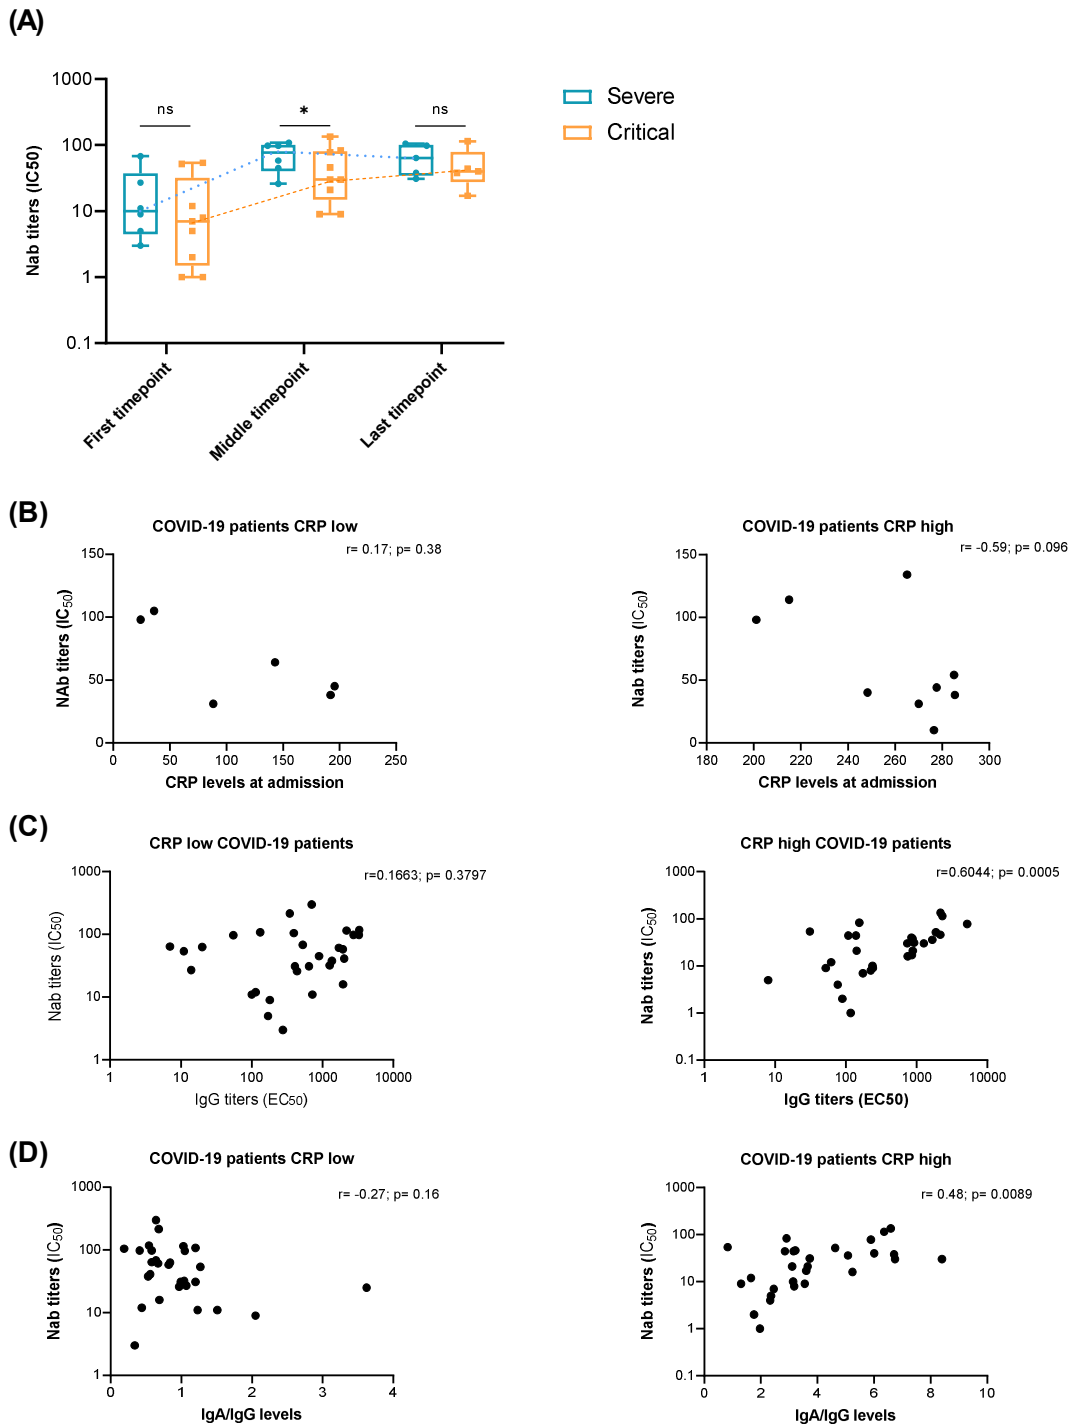 (A)
1000
100
10
1
0.1
Nab titers (IC50)
ns
*
ns
Severe
Critical
First timepoint
Middle timepoint
Last timepoint
(B)
COVID-19 patients CRP low
r= 0.17; p= 0.38
150
100
50
0
NAb titers (IC50)
0 50 100 150 200 250
CRP levels at admission
COVID-19 patients CRP high
r= -0.59; p= 0.096
150
100
50
0
Nab titers (IC50)
180 200 220 240 260 280 300
CRP levels at admission
(C)
CRP low COVID-19 patients
r=0.1663; p= 0.3797
1000
100
10
1
Nab titers (IC50)
1 10 100 1000 10000
IgG titers (EC50)
CRP high COVID-19 patients
r=0.6044; p= 0.0005
1000
100
10
1
0.1
Nab titers (IC50)
1 10 100 1000 10000
IgG titers (EC50)
(D)
COVID-19 patients CRP low
r= -0.27; p= 0.16
1000
100
10
1
Nab titers (IC50)
0 1 2 3 4
IgA/IgG levels
COVID-19 patients CRP high
r= 0.48; p= 0.0089
1000
100
10
1
0.1
Nab titers (IC50)
0 2 4 6 8 10
IgA/IgG levels